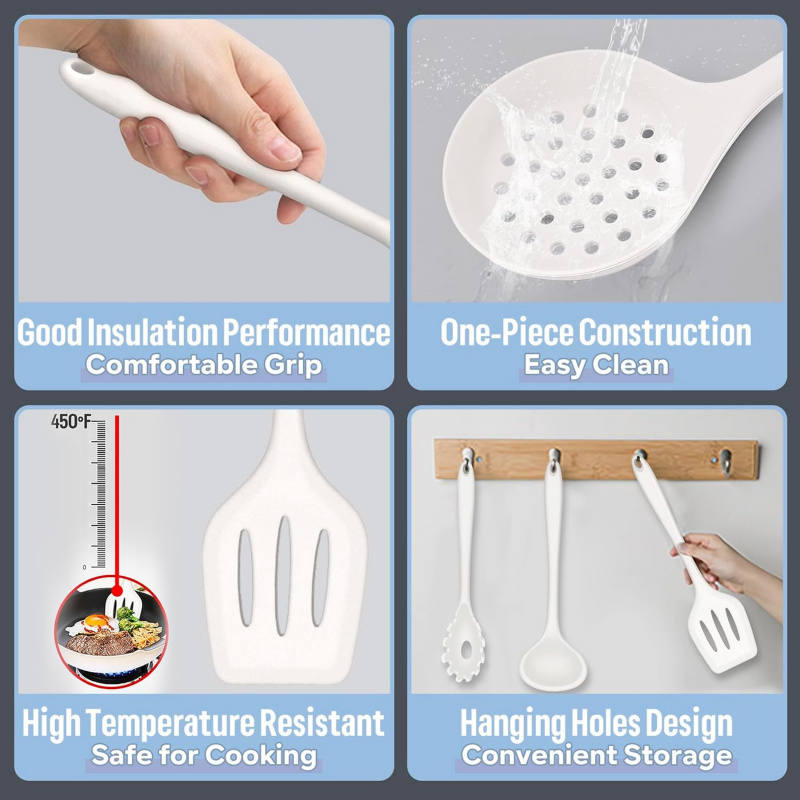 Good Insulation Performance
Comfortable Grip
One-Piece Construction
Easy Clean
450°F
0
High Temperature Resistant
Safe for Cooking
Hanging Holes Design
Convenient Storage